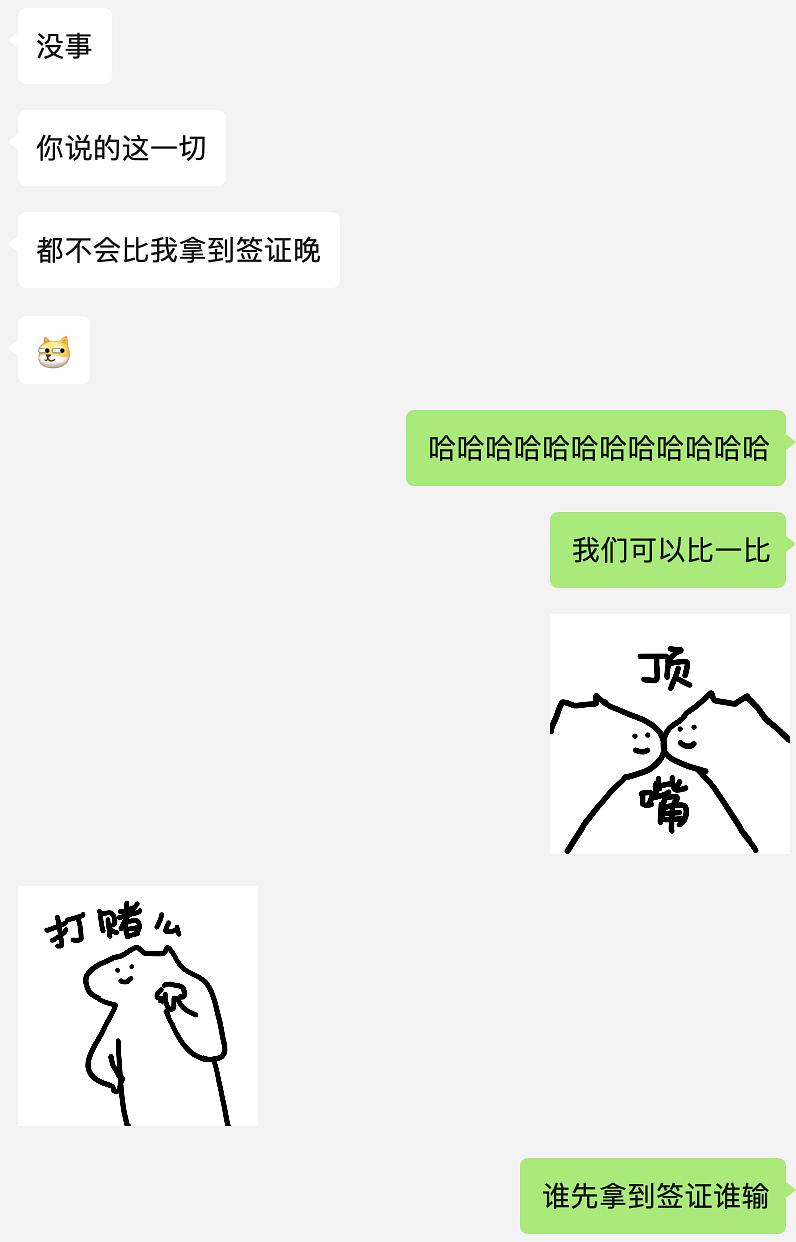 没事
你说的这一切
都不会比我拿到签证晚
哈哈哈哈哈哈哈哈哈哈哈哈
我们可以比一比
顶
嘴
打赌么
谁先拿到签证谁输